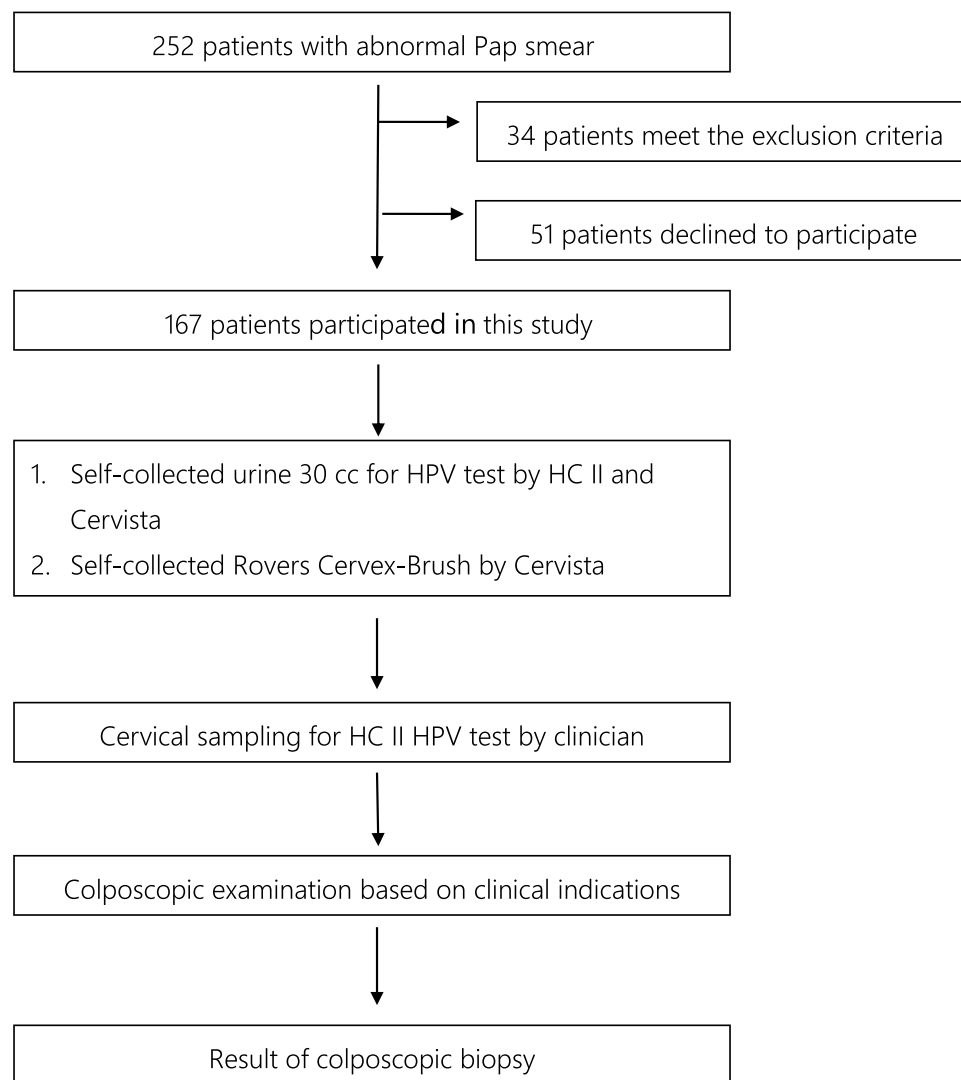 252 patients with abnormal Pap smear
34 patients meet the exclusion criteria
51 patients declined to participate
167 patients participated in this study
1. Self-collected urine 30 cc for HPV test by HC II and
Cervista
2. Self-collected Rovers Cervex-Brush by Cervista
Cervical sampling for HC II HPV test by clinician
Colposcopic examination based on clinical indications
Result of colposcopic biopsy